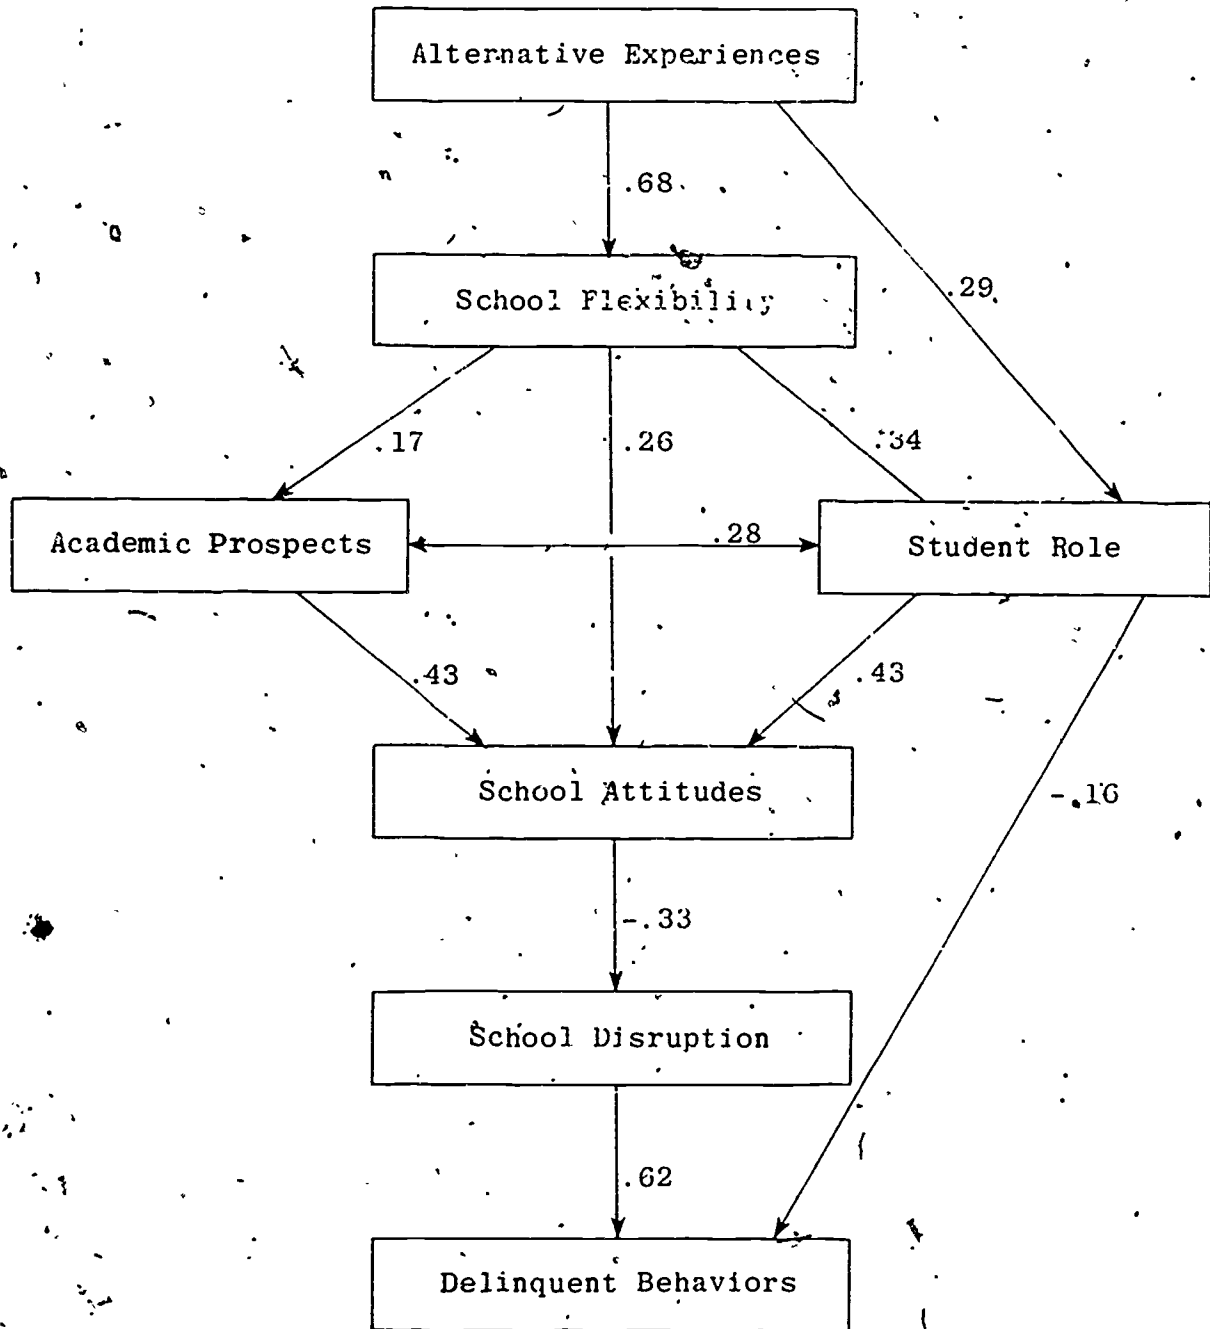 Alternative Experiences
.68
School Flexibility
.29
.17
.26
.34
Academic Prospects
.28
Student Role
.43
.43
School Attitudes
-.16
-.33
School Disruption
.62
Delinquent Behaviors